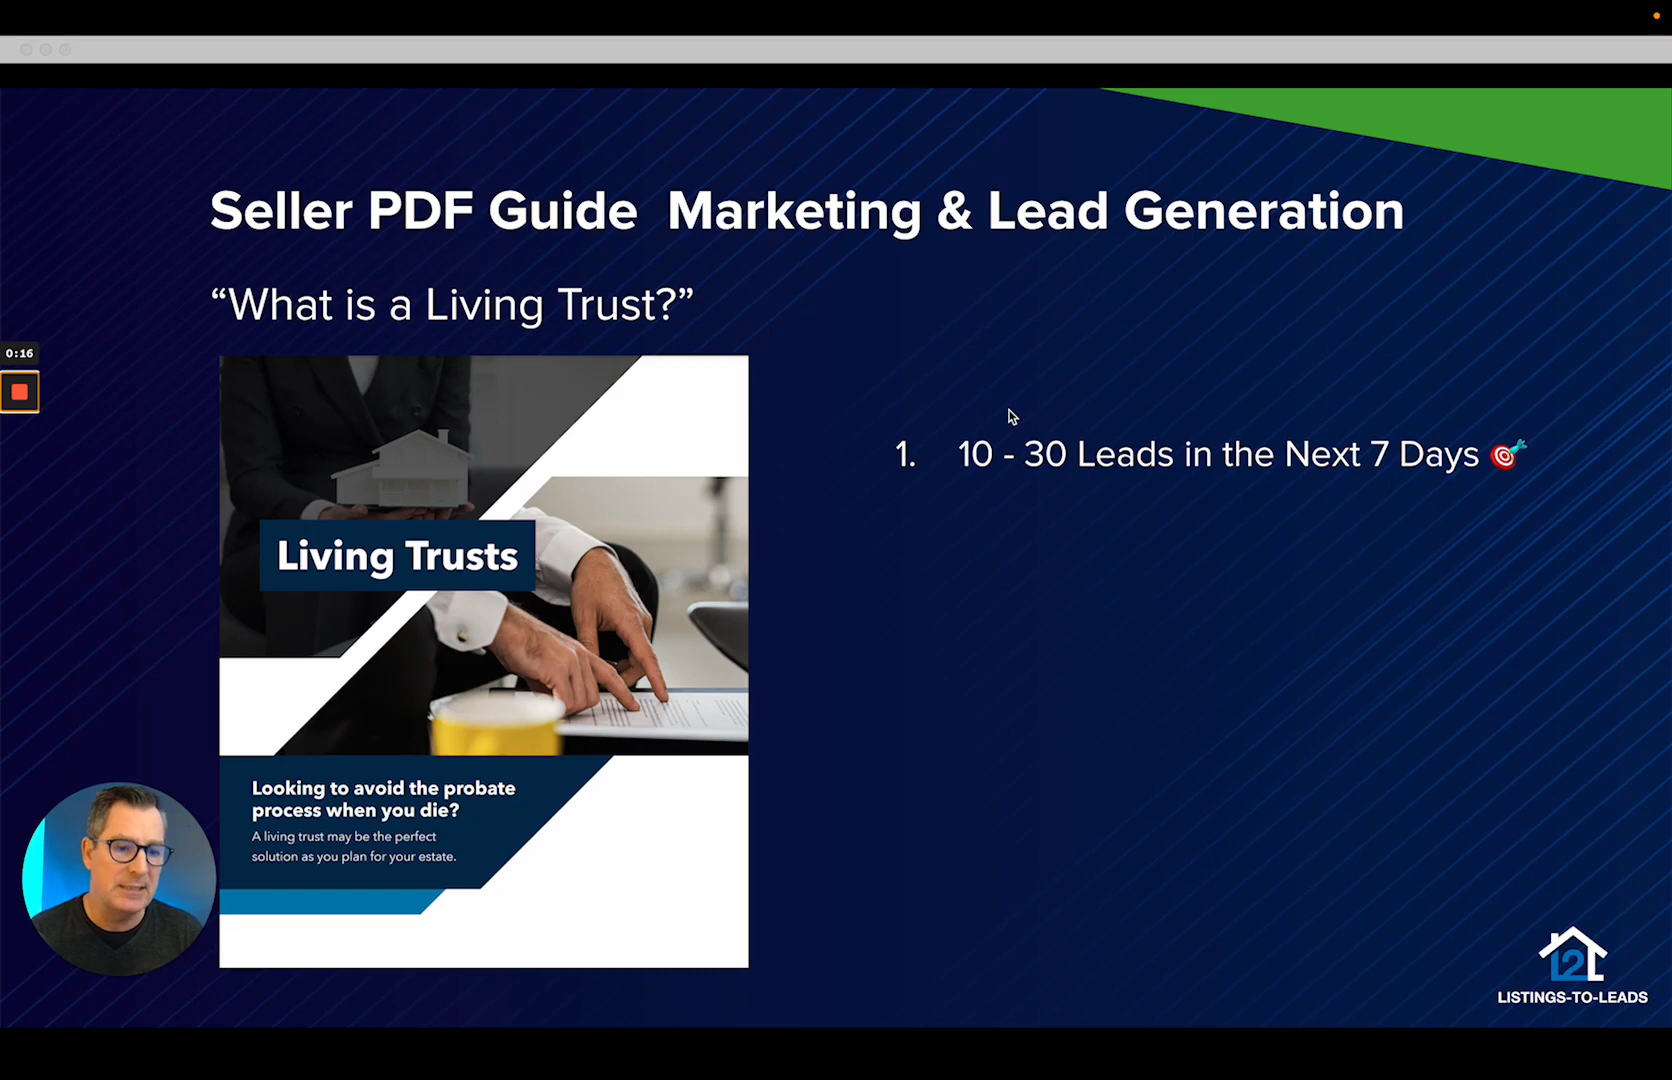 Seller PDF Guide  Marketing & Lead Generation
“What is a Living Trust?”
0:16
1. 10 - 30 Leads in the Next 7 Days 🎯
Living Trusts
Looking to avoid the probate
process when you die?
A living trust may be the perfect
solution as you plan for your estate.
L2L
LISTINGS-TO-LEADS